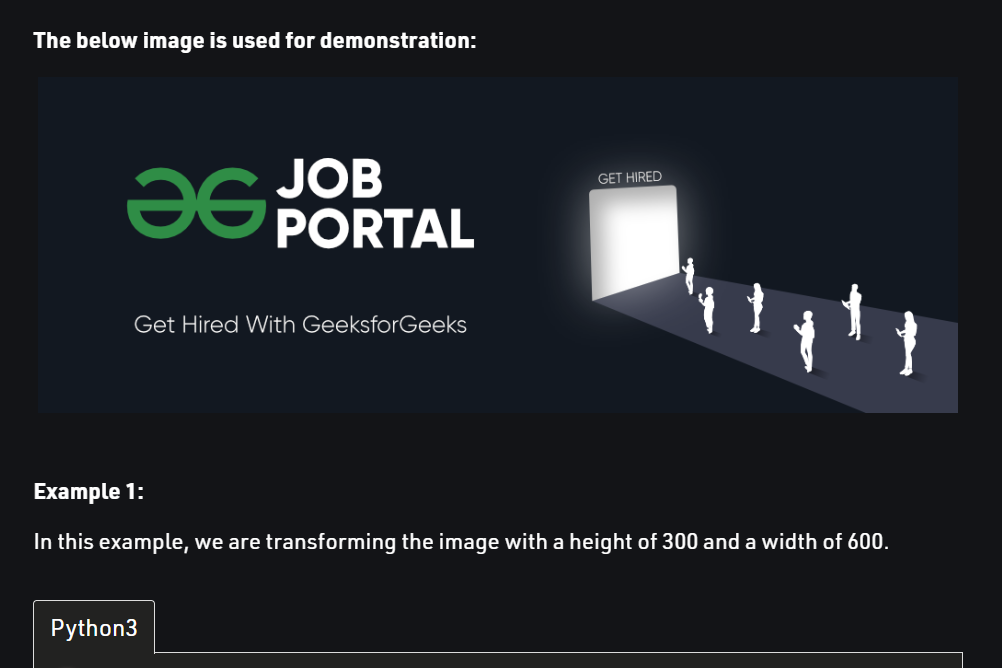 The below image is used for demonstration:
JOB
PORTAL
Get Hired With GeeksforGeeks
GET HIRED
Example 1:
In this example, we are transforming the image with a height of 300 and a width of 600.
Python3